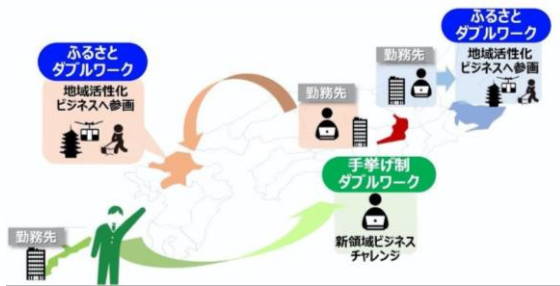 ふるさと
ダブルワーク
地域活性化
ビジネスへ参画
勤務先
勤務先
ふるさと
ダブルワーク
地域活性化
ビジネスへ参画
手挙げ制
ダブルワーク
新領域ビジネス
チャレンジ
勤務先